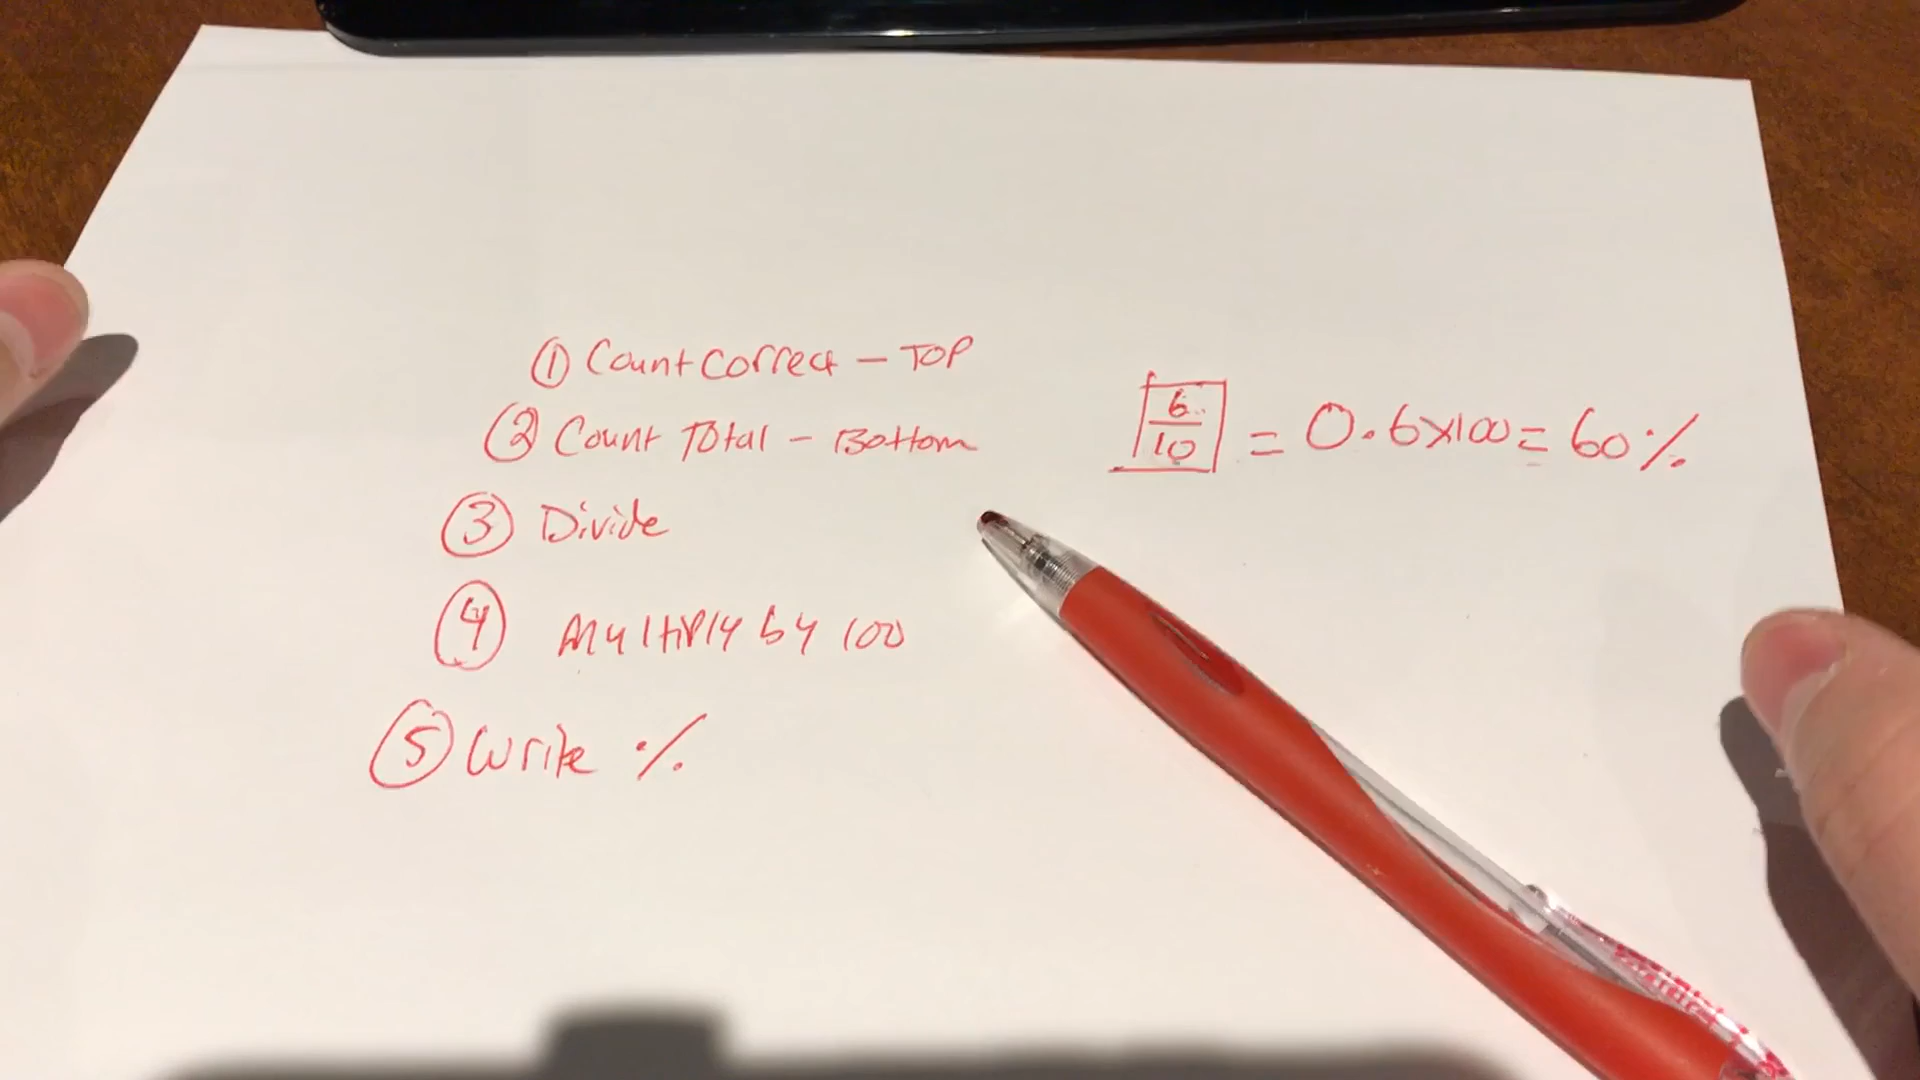 ① Count Correct - TOP
② Count Total - Bottom
③ Divide
④ Multiply by 100
⑤ Write %
6/10 = 0.6x100 = 60%